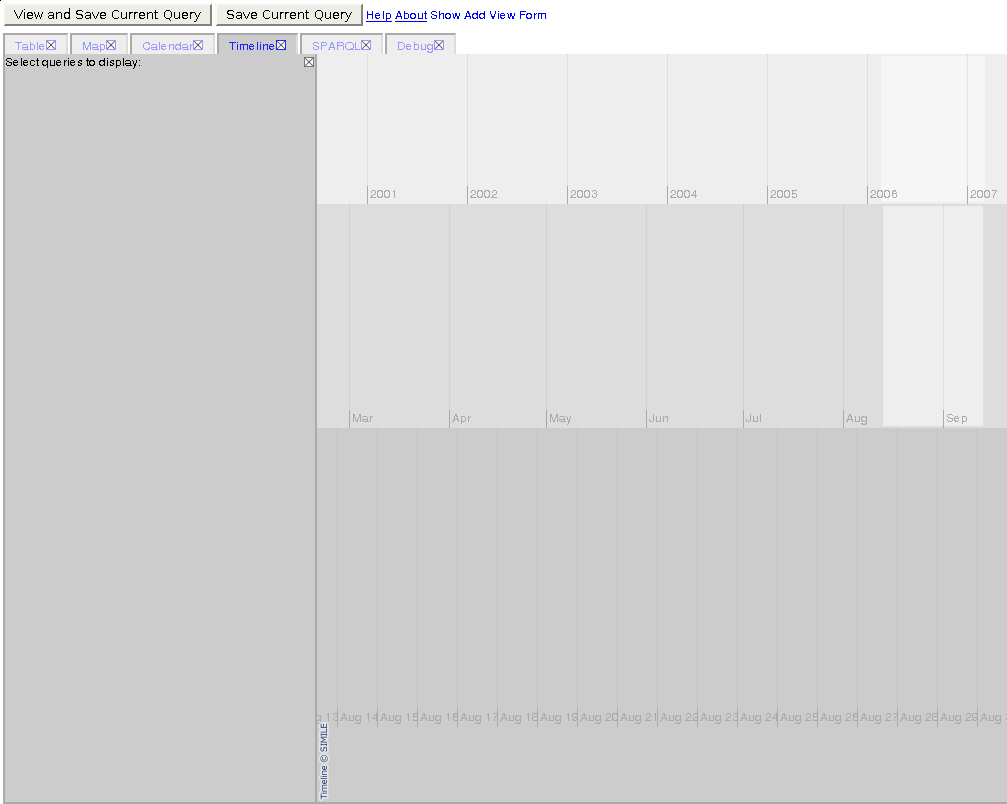 View and Save Current Query Save Current Query Help About Show Add View Form
Table Map Calendar Timeline SPARQL Debug
Select queries to display:
2001 2002 2003 2004 2005 2006 2007
Mar Apr May Jun Jul Aug Sep
13 Aug 14 Aug 15 Aug 16 Aug 17 Aug 18 Aug 19 Aug 20 Aug 21 Aug 22 Aug 23 Aug 24 Aug 25 Aug 26 Aug 27 Aug 28 Aug 29 Aug
Timeline © SIMILE